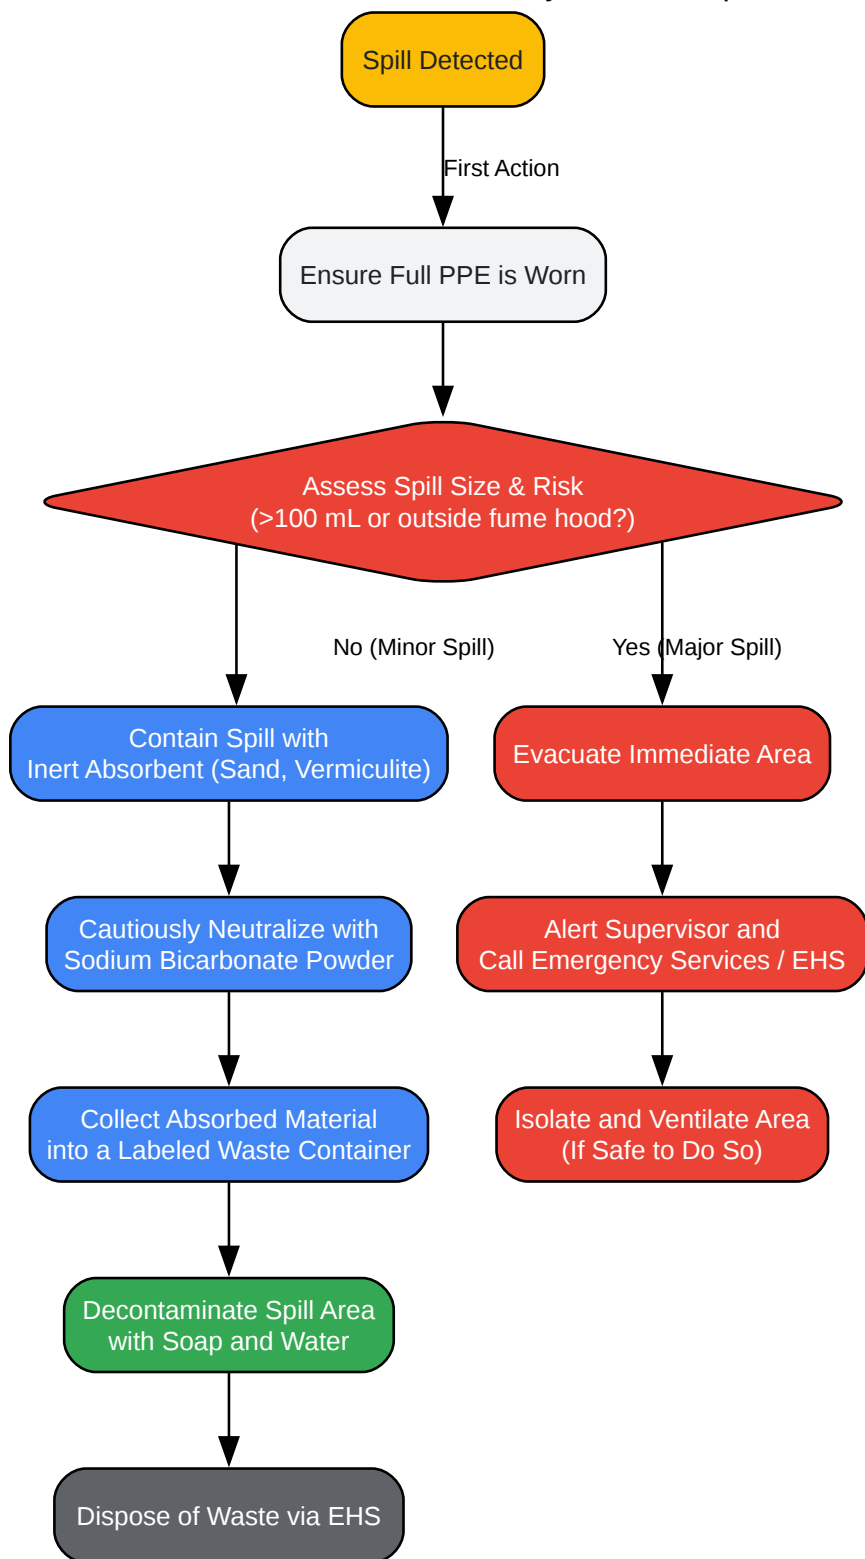 Spill Detected
First Action
Ensure Full PPE is Worn
Assess Spill Size & Risk
(>100 mL or outside fume hood?)
No (Minor Spill)
Yes (Major Spill)
Contain Spill with
Inert Absorbent (Sand, Vermiculite)
Evacuate Immediate Area
Cautiously Neutralize with
Sodium Bicarbonate Powder
Alert Supervisor and
Call Emergency Services / EHS
Collect Absorbed Material
into a Labeled Waste Container
Isolate and Ventilate Area
(If Safe to Do So)
Decontaminate Spill Area
with Soap and Water
Dispose of Waste via EHS